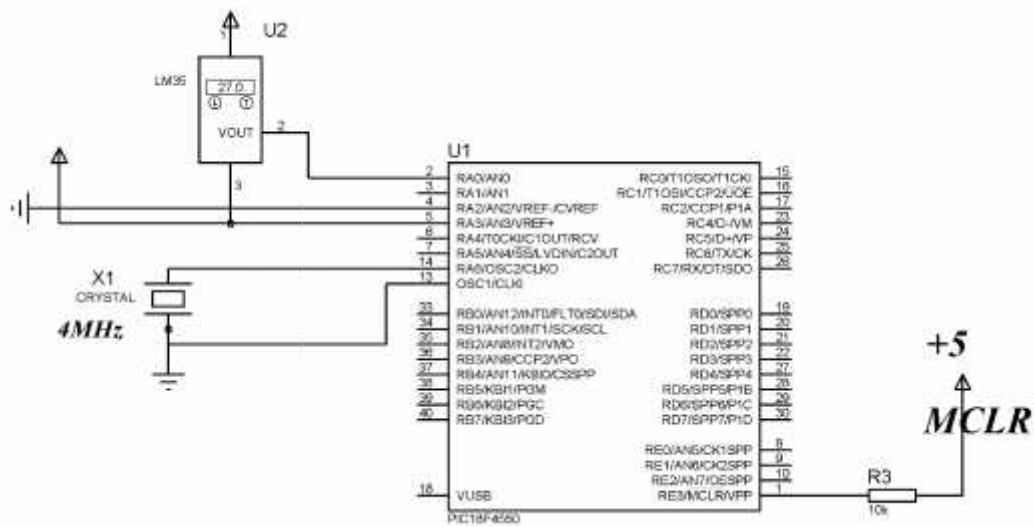 1
U2
LM35
27.0
L T
VOUT
2
3
U1
2 RA0/AN0
3 RA1/AN1
4 RA2/AN2/VREF-/CVREF
5 RA3/AN3/VREF+
6 RA4/T0CKI/C1OUT/RCV
7 RA5/AN4/SS/LVDIN/C2OUT
14 RA6/OSC2/CLKO
13 OSC1/CLKI
33 RB0/AN12/INT0/FLT0/SDI/SDA
34 RB1/AN10/INT1/SCK/SCL
35 RB2/AN8/INT2/VMO
36 RB3/AN9/CCP2/VPO
37 RB4/AN11/KBI0/CSSPP
38 RB5/KBI1/PGM
39 RB6/KBI2/PGC
40 RB7/KBI3/PGD
18 VUSB
RC0/T1OSO/T1CKI 15
RC1/T1OSI/CCP2/UOE 16
RC2/CCP1/P1A 17
RC4/D-/VM 23
RC5/D+/VP 24
RC6/TX/CK 25
RC7/RX/DT/SDO 26
RD0/SPP0 19
RD1/SPP1 20
RD2/SPP2 21
RD3/SPP3 22
RD4/SPP4 27
RD5/SPP5/P1B 28
RD6/SPP6/P1C 29
RD7/SPP7/P1D 30
RE0/AN5/CK1SPP 8
RE1/AN6/CK2SPP 9
RE2/AN7/OESPP 10
RE3/MCLR/VPP 1
PIC18F4550
X1
CRYSTAL
4MHz
+5
MCLR
R3
10k